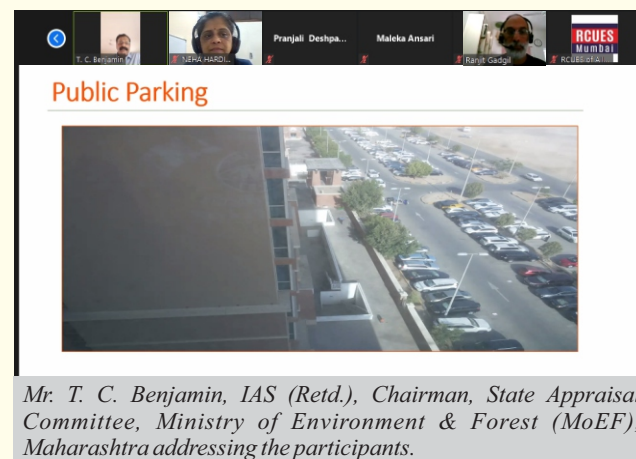 Pranjali Deshpa...
Maleka Ansari
RCUES
Mumbai
T. C. Benjamin
NEHA HARDI...
Ranjit Gadgil
RCUES of A I
Public Parking
Mr. T. C. Benjamin, IAS (Retd.), Chairman, State Appraisa
Committee, Ministry of Environment & Forest (MoEF),
Maharashtra addressing the participants.